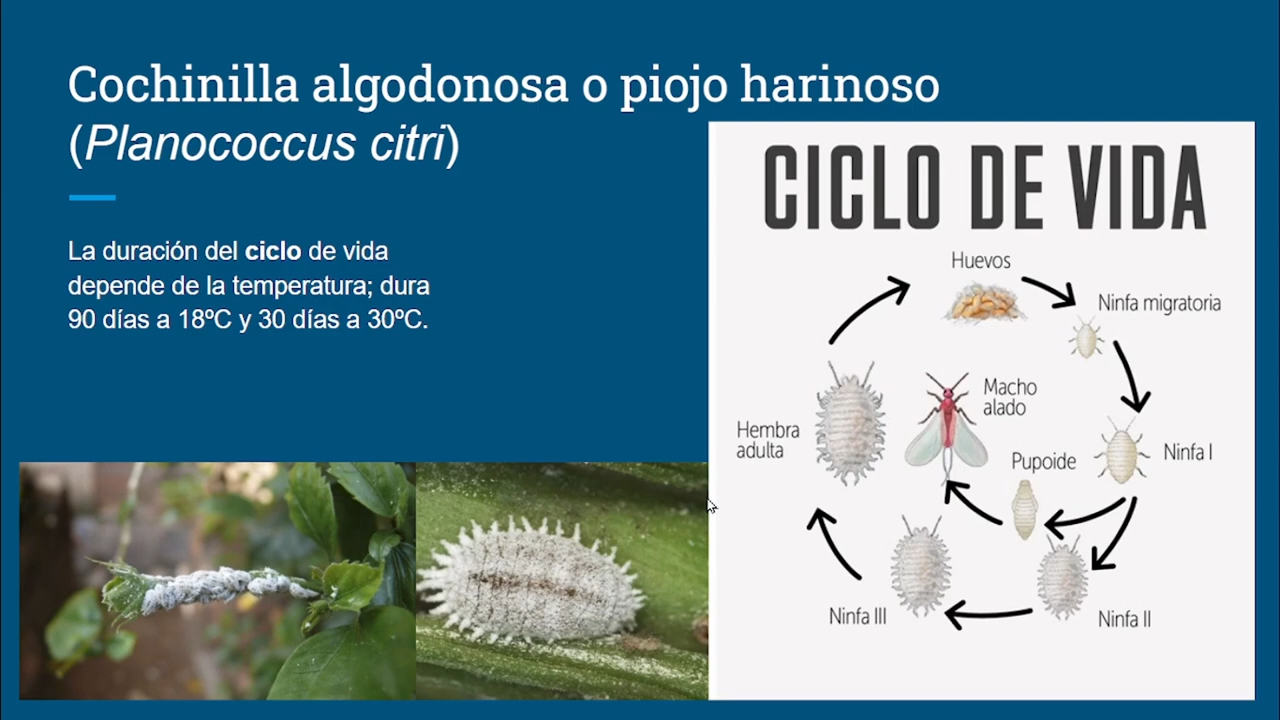 Cochinilla algodonosa o piojo harinoso
(Planococcus citri)
La duración del ciclo de vida
depende de la temperatura; dura
90 días a 18ºC y 30 días a 30ºC.
CICLO DE VIDA
Huevos
Ninfa migratoria
Macho
alado
Hembra
adulta
Pupoide
Ninfa I
Ninfa III
Ninfa II